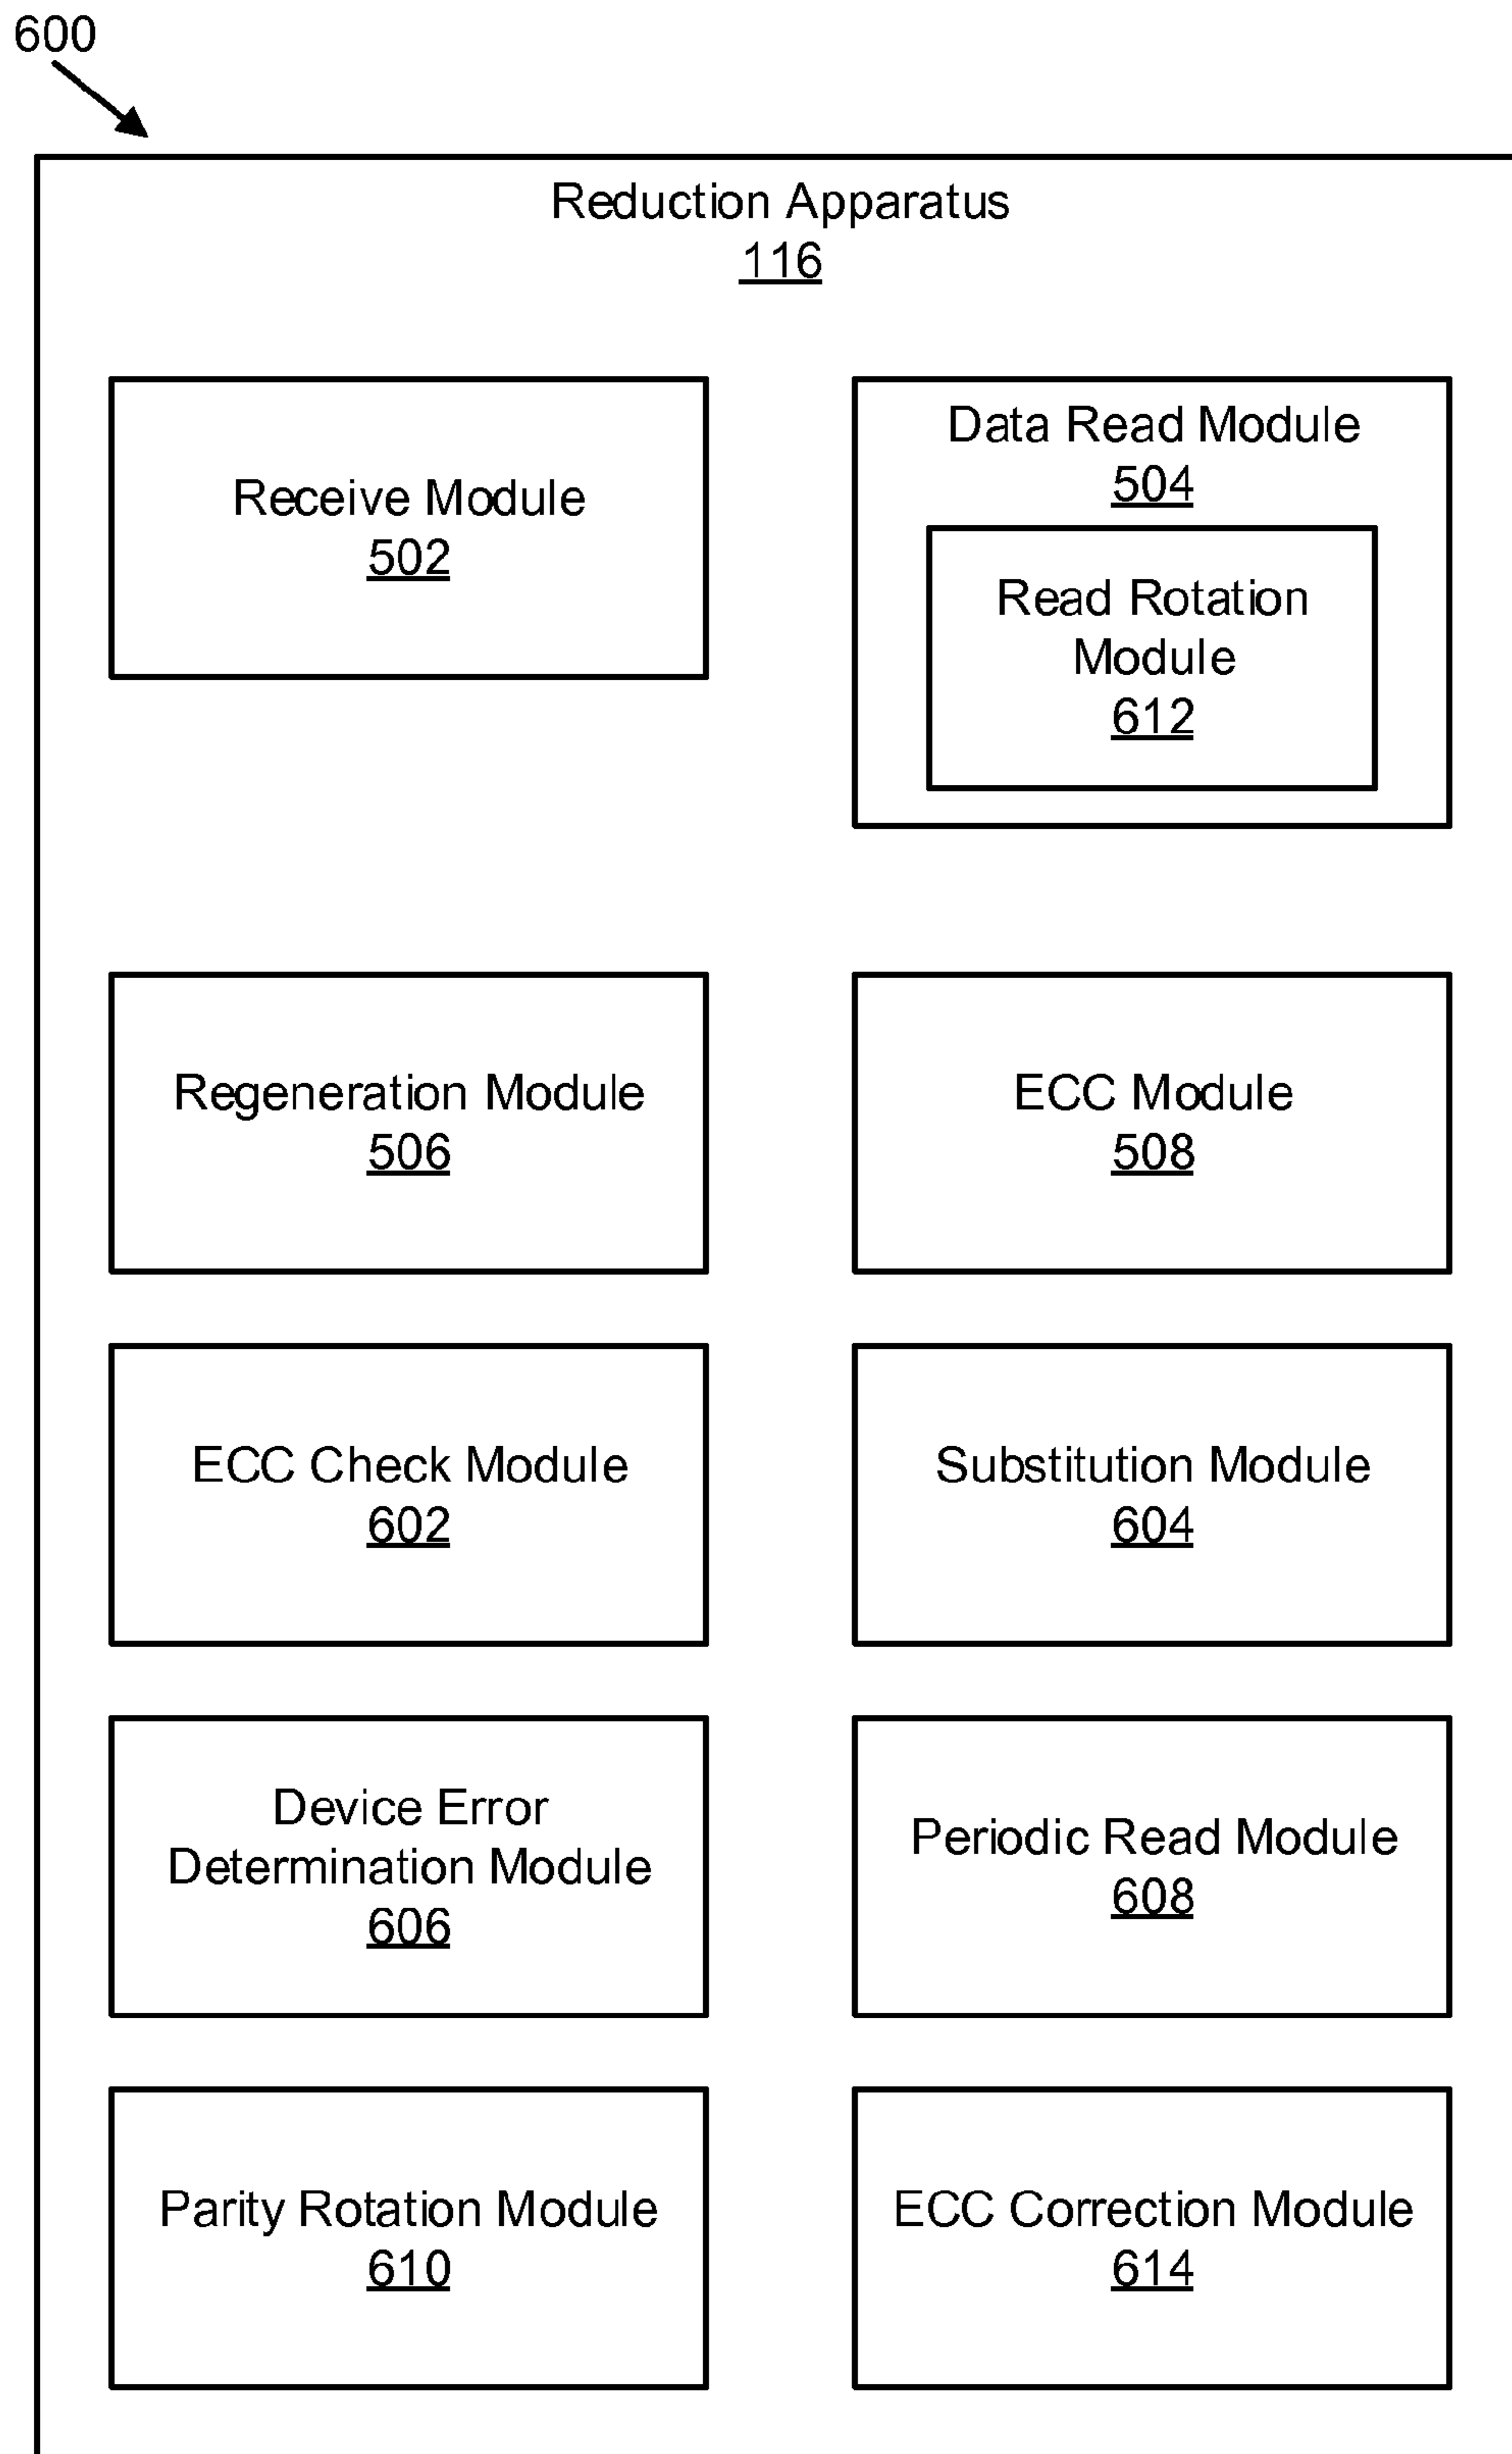 600
Reduction Apparatus
116
Receive Module
502
Data Read Module
504
Read Rotation
Module
612
Regeneration Module
506
ECC Module
508
ECC Check Module
602
Substitution Module
604
Device Error
Determination Module
606
Periodic Read Module
608
Parity Rotation Module
610
ECC Correction Module
614